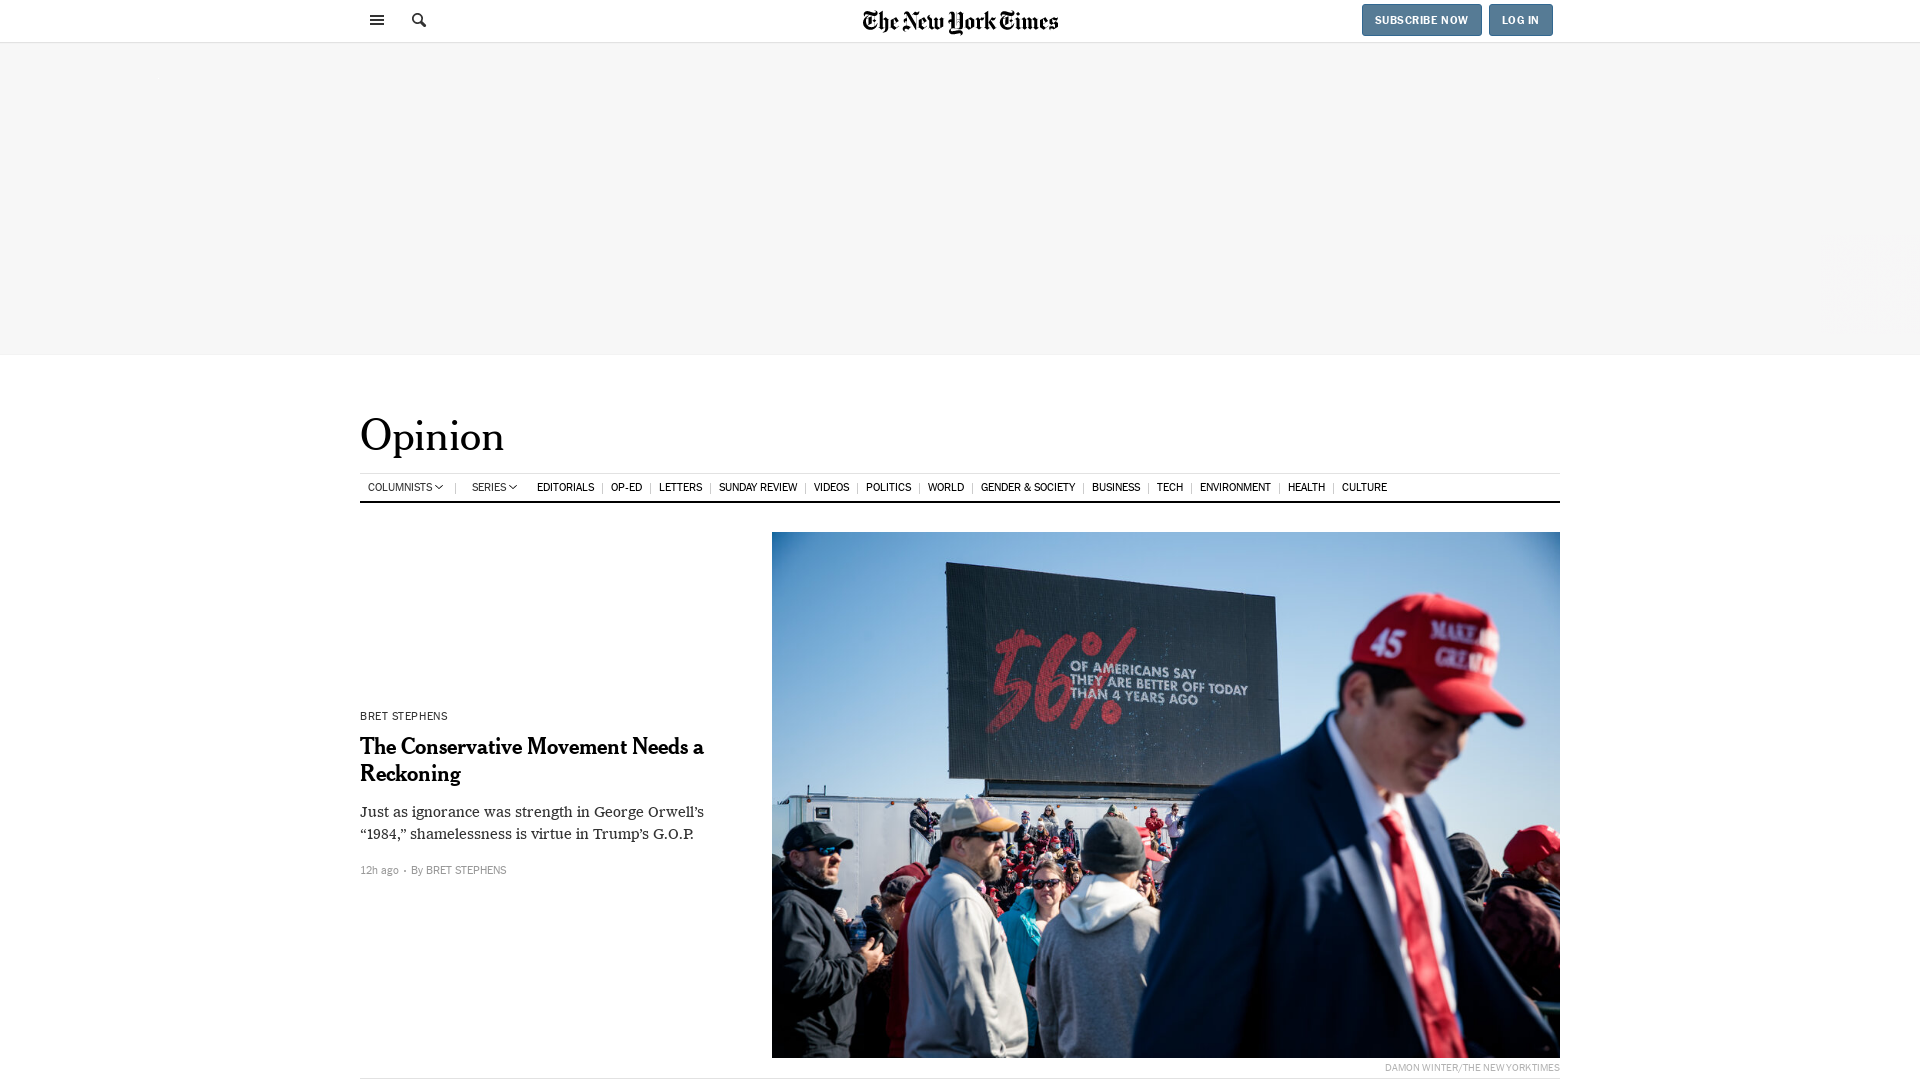 The New York Times
SUBSCRIBE NOW
LOG IN
Opinion
COLUMNISTS
SERIES
EDITORIALS
OP-ED
LETTERS
SUNDAY REVIEW
VIDEOS
POLITICS
WORLD
GENDER & SOCIETY
BUSINESS
TECH
ENVIRONMENT
HEALTH
CULTURE
BRET STEPHENS
The Conservative Movement Needs a
Reckoning
Just as ignorance was strength in George Orwell’s
“1984,” shamelessness is virtue in Trump’s G.O.P.
12h ago · By BRET STEPHENS
56%
OF AMERICANS SAY
THEY ARE BETTER OFF TODAY
THAN 4 YEARS AGO
45
MAKE
GREAT
DAMON WINTER/THE NEW YORK TIMES